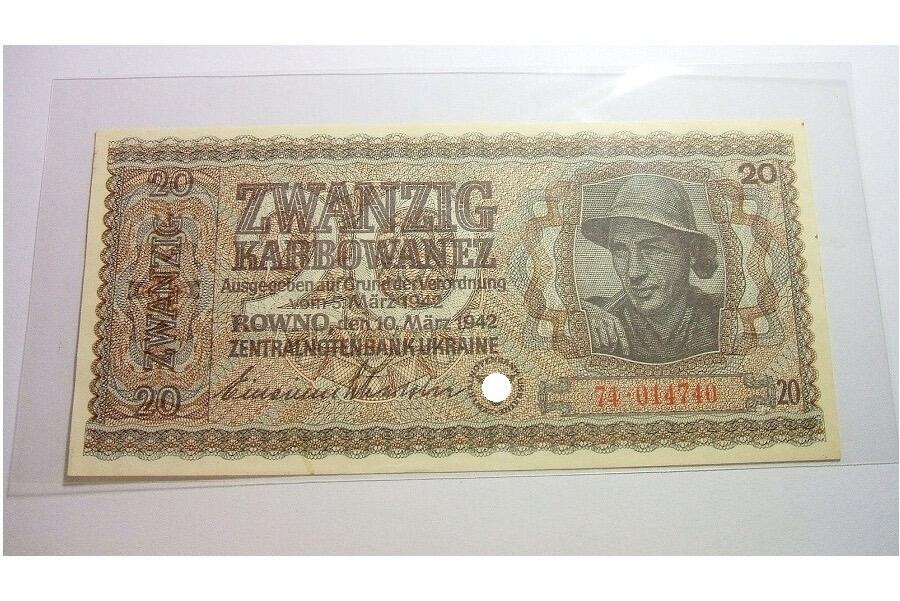 20
ZWANZIG
20
ZWANZIG
KARBOWANEZ
Ausgegeben auf Grund der Verordnung
vom 5. März 1942
ROWNO, den 10. März 1942
ZENTRALNOTENBANK UKRAINE
20
74·014740
20